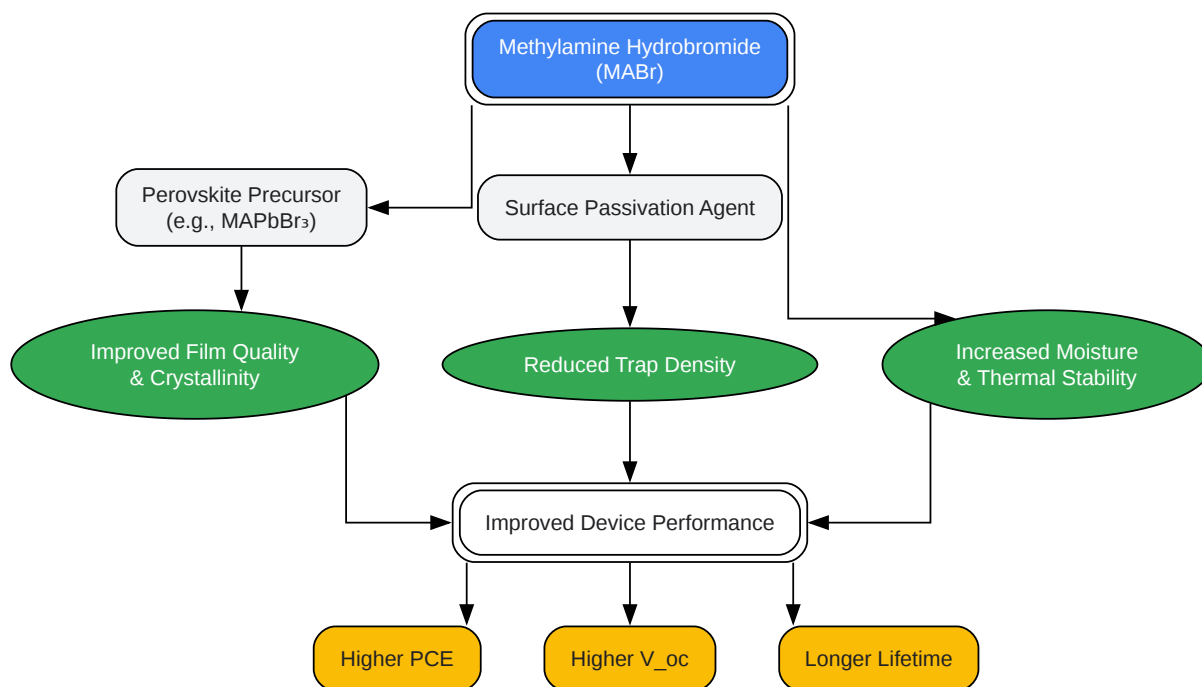 Methylamine Hydrobromide
(MABr)
Perovskite Precursor
(e.g., MAPbBr₃)
Surface Passivation Agent
Improved Film Quality
& Crystallinity
Reduced Trap Density
Increased Moisture
& Thermal Stability
Improved Device Performance
Higher PCE
Higher V_oc
Longer Lifetime